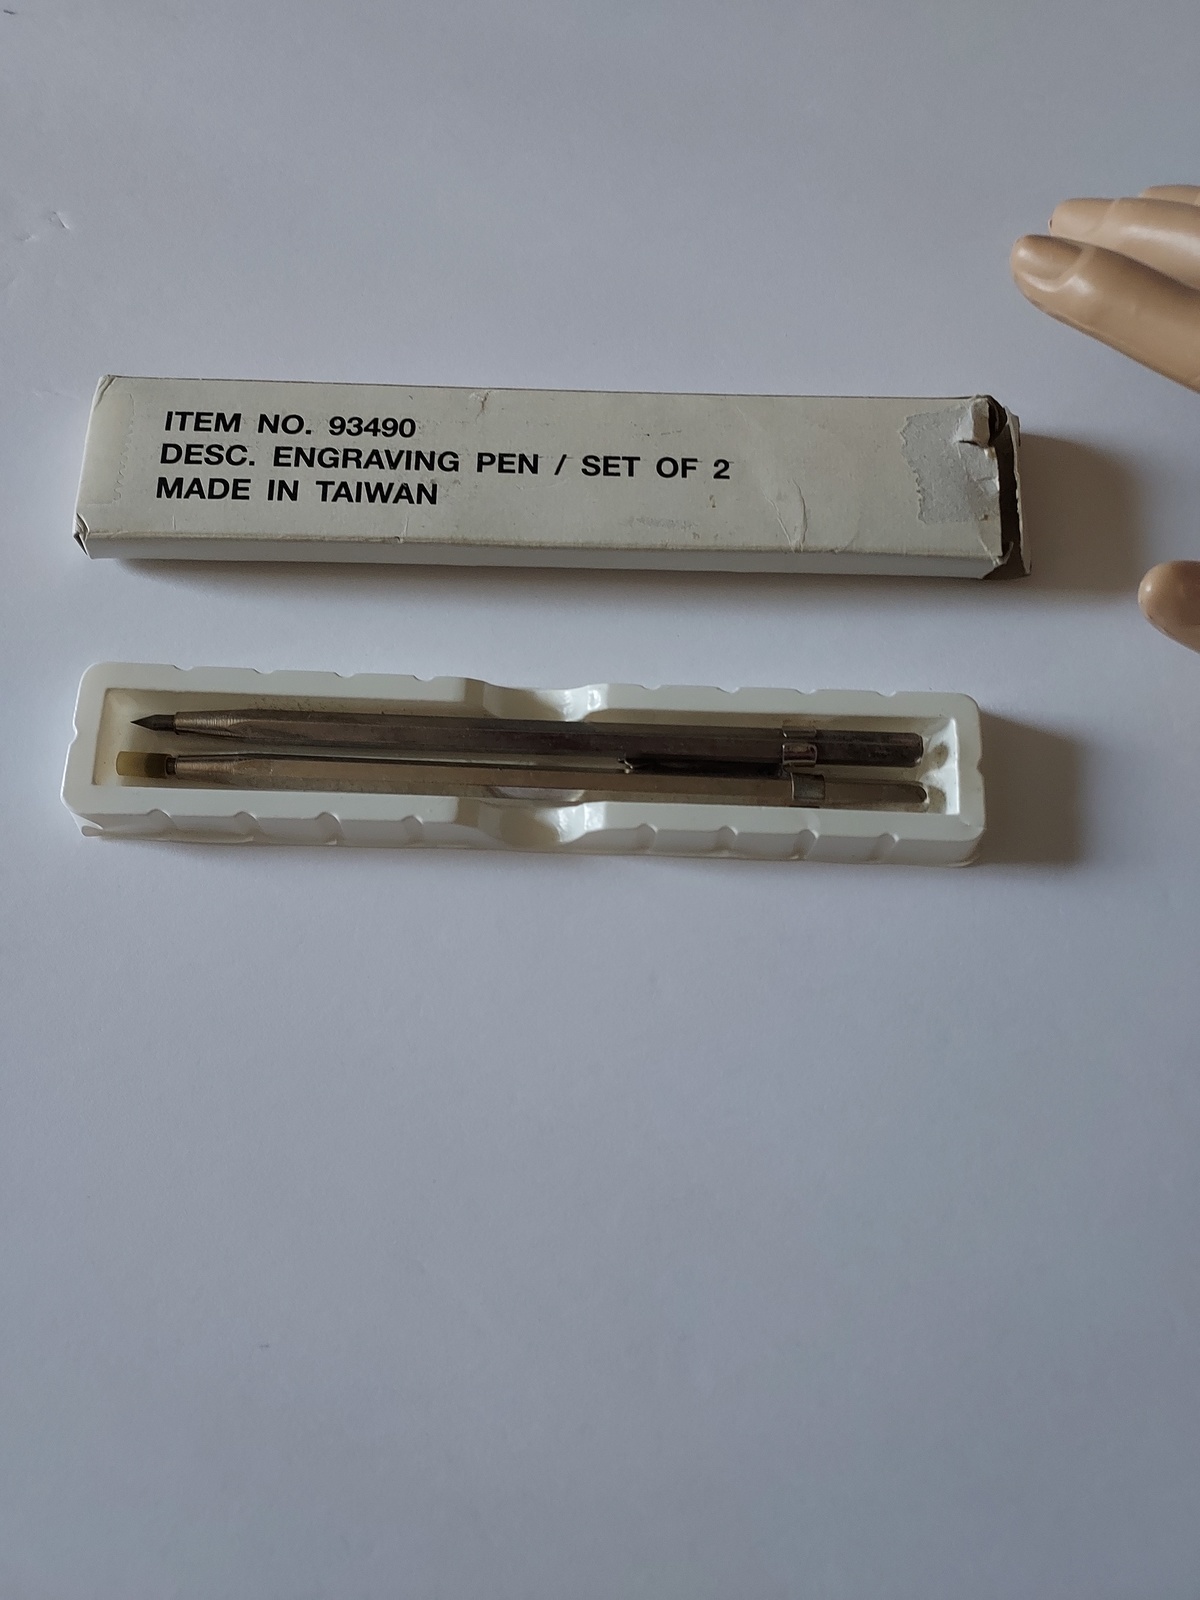 ITEM NO. 93490
DESC. ENGRAVING PEN / SET OF 2
MADE IN TAIWAN